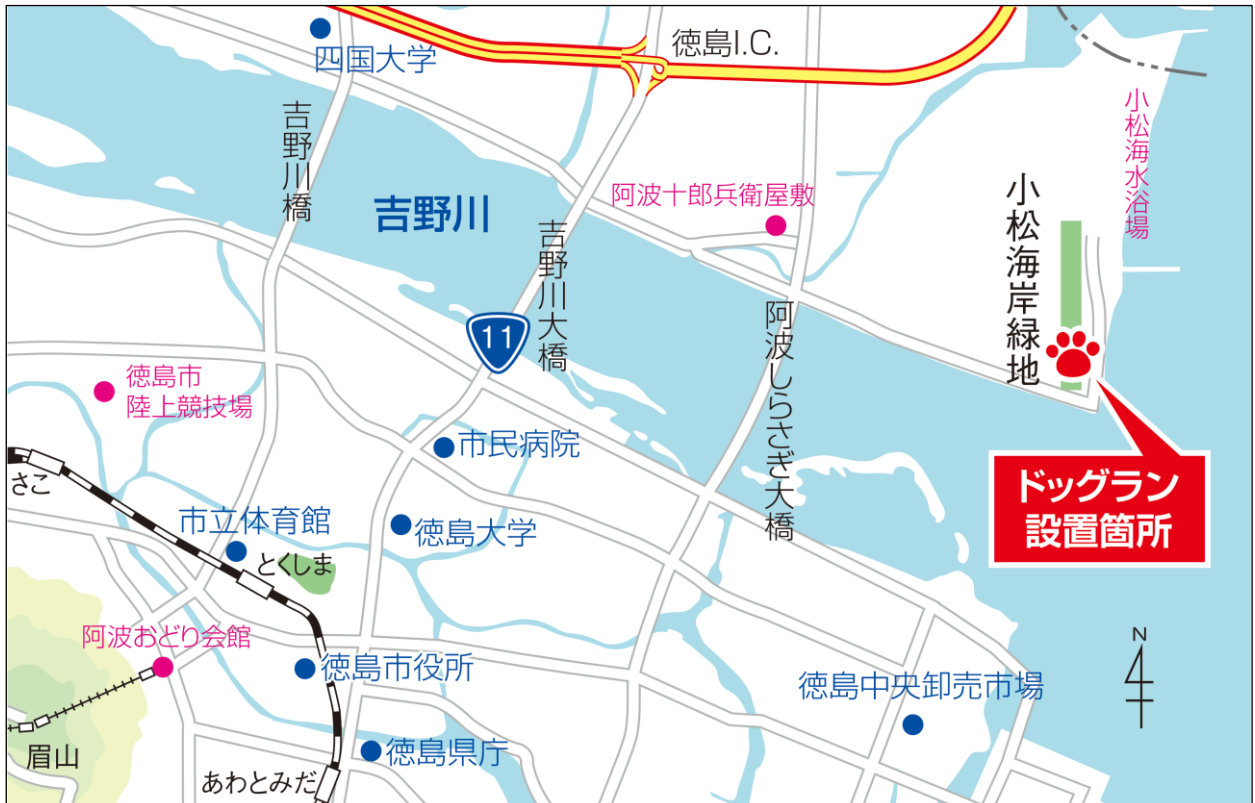 四国大学
徳島I.C.
吉野川橋
吉野川
吉野川大橋
11
阿波十郎兵衛屋敷
阿波しらさぎ大橋
小松海水浴場
小松海岸緑地
ドッグラン
設置箇所
徳島市
陸上競技場
市民病院
さこ
市立体育館
徳島大学
とくしま
阿波おどり会館
徳島市役所
徳島中央卸売市場
N
眉山
徳島県庁
あわとみだ